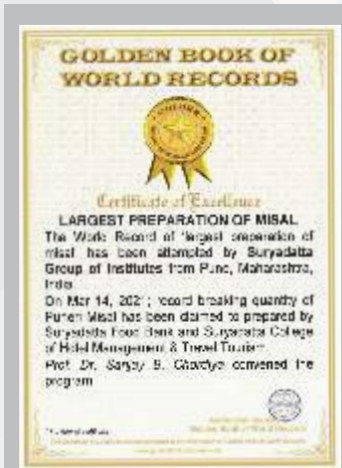 GOLDEN BOOK OF
WORLD RECORDS
Certificate of Excellence
LARGEST PREPARATION OF MISAL
The World Record of 'largest preparation of
misal' has been attempted by Suryadatta
Group of Institutes from Pune, Maharashtra,
India
On Mar 14, 2021; record breaking quantity of
Puneri Misal has been claimed to prepared by
Suryadatta Food Bank and Suryadatta College
of Hotel Management & Travel Tourism
Prof. Dr. Sanjay B. Chordiya convened the
program